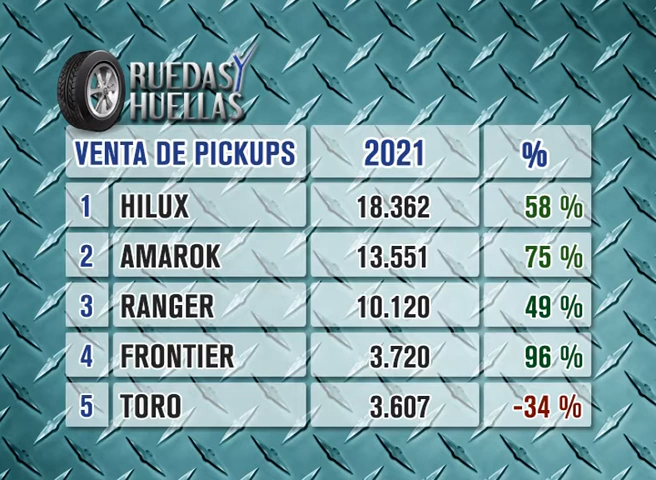 RUEDAS Y
HUELLAS
VENTA DE PICKUPS 2021 %
1 HILUX 18.362 58 %
2 AMAROK 13.551 75 %
3 RANGER 10.120 49 %
4 FRONTIER 3.720 96 %
5 TORO 3.607 -34 %